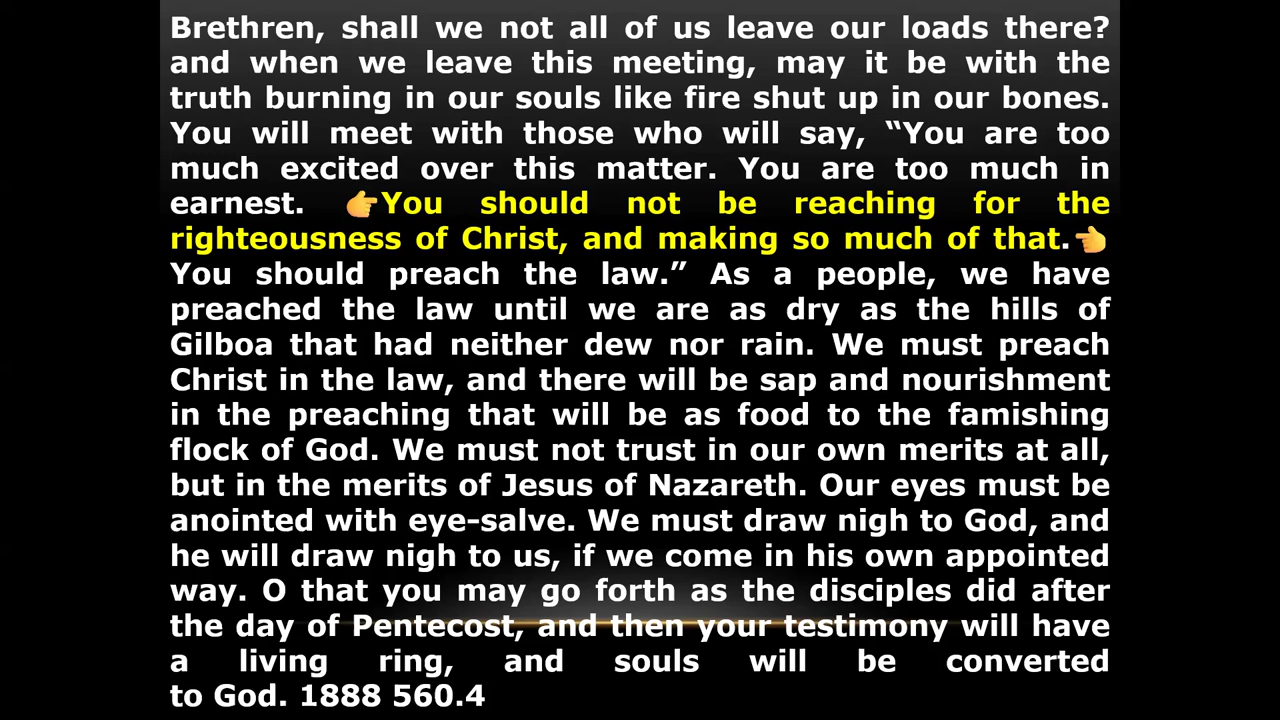 Brethren, shall we not all of us leave our loads there?
and when we leave this meeting, may it be with the
truth burning in our souls like fire shut up in our bones.
You will meet with those who will say, “You are too
much excited over this matter. You are too much in
earnest. 👉You should not be reaching for the
righteousness of Christ, and making so much of that.👈
You should preach the law.” As a people, we have
preached the law until we are as dry as the hills of
Gilboa that had neither dew nor rain. We must preach
Christ in the law, and there will be sap and nourishment
in the preaching that will be as food to the famishing
flock of God. We must not trust in our own merits at all,
but in the merits of Jesus of Nazareth. Our eyes must be
anointed with eye-salve. We must draw nigh to God, and
he will draw nigh to us, if we come in his own appointed
way. O that you may go forth as the disciples did after
the day of Pentecost, and then your testimony will have
a living ring, and souls will be converted
to God. 1888 560.4